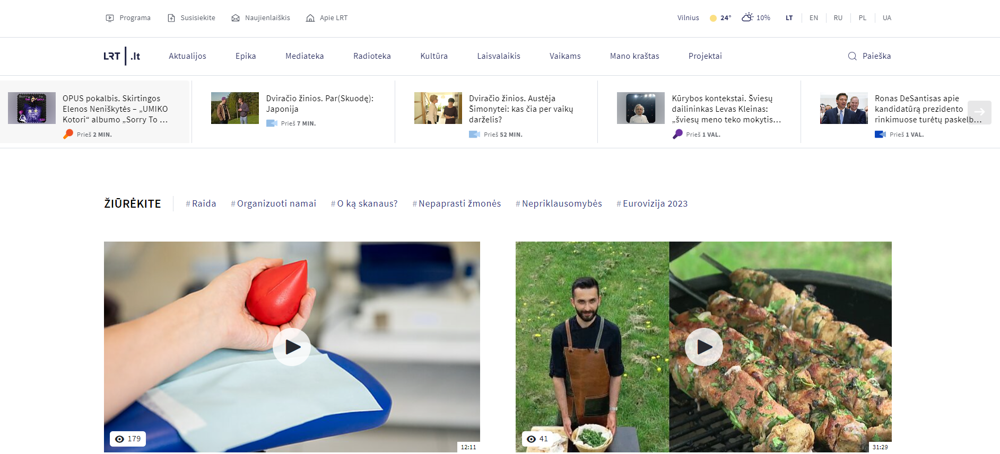 Programa Susisiekite Naujienlaiškis Apie LRT Vilnius 24° 10% LT EN RU PL UA
LRT .lt Aktualijos Epika Mediateka Radioteka Kultūra Laisvalaikis Vaikams Mano kraštas Projektai Paieška
OPUS pokalbis. Skirtingos
Elenos Neniškytės – „UMIKO
Kotori“ albumo „Sorry To …
Prieš 2 MIN.
Dviračio žinios. Par(Skuodė):
Japonija
Prieš 7 MIN.
Dviračio žinios. Austėja
Šimonytei: kas čia per vaikų
darželis?
Prieš 52 MIN.
Kūrybos kontekstai. Šviesų
dailininkas Levas Kleinas:
„šviesų meno teko mokytis…
Prieš 1 VAL.
Ronas DeSantisas apie
kandidatūrą prezidento
rinkimuose turėtų paskelb…
Prieš 1 VAL.
ŽIŪRĖKITE #Raida #Organizuoti namai #O ką skanaus? #Nepaprasti žmonės #Nepriklausomybės #Eurovizija 2023
179
12:11
41
31:29